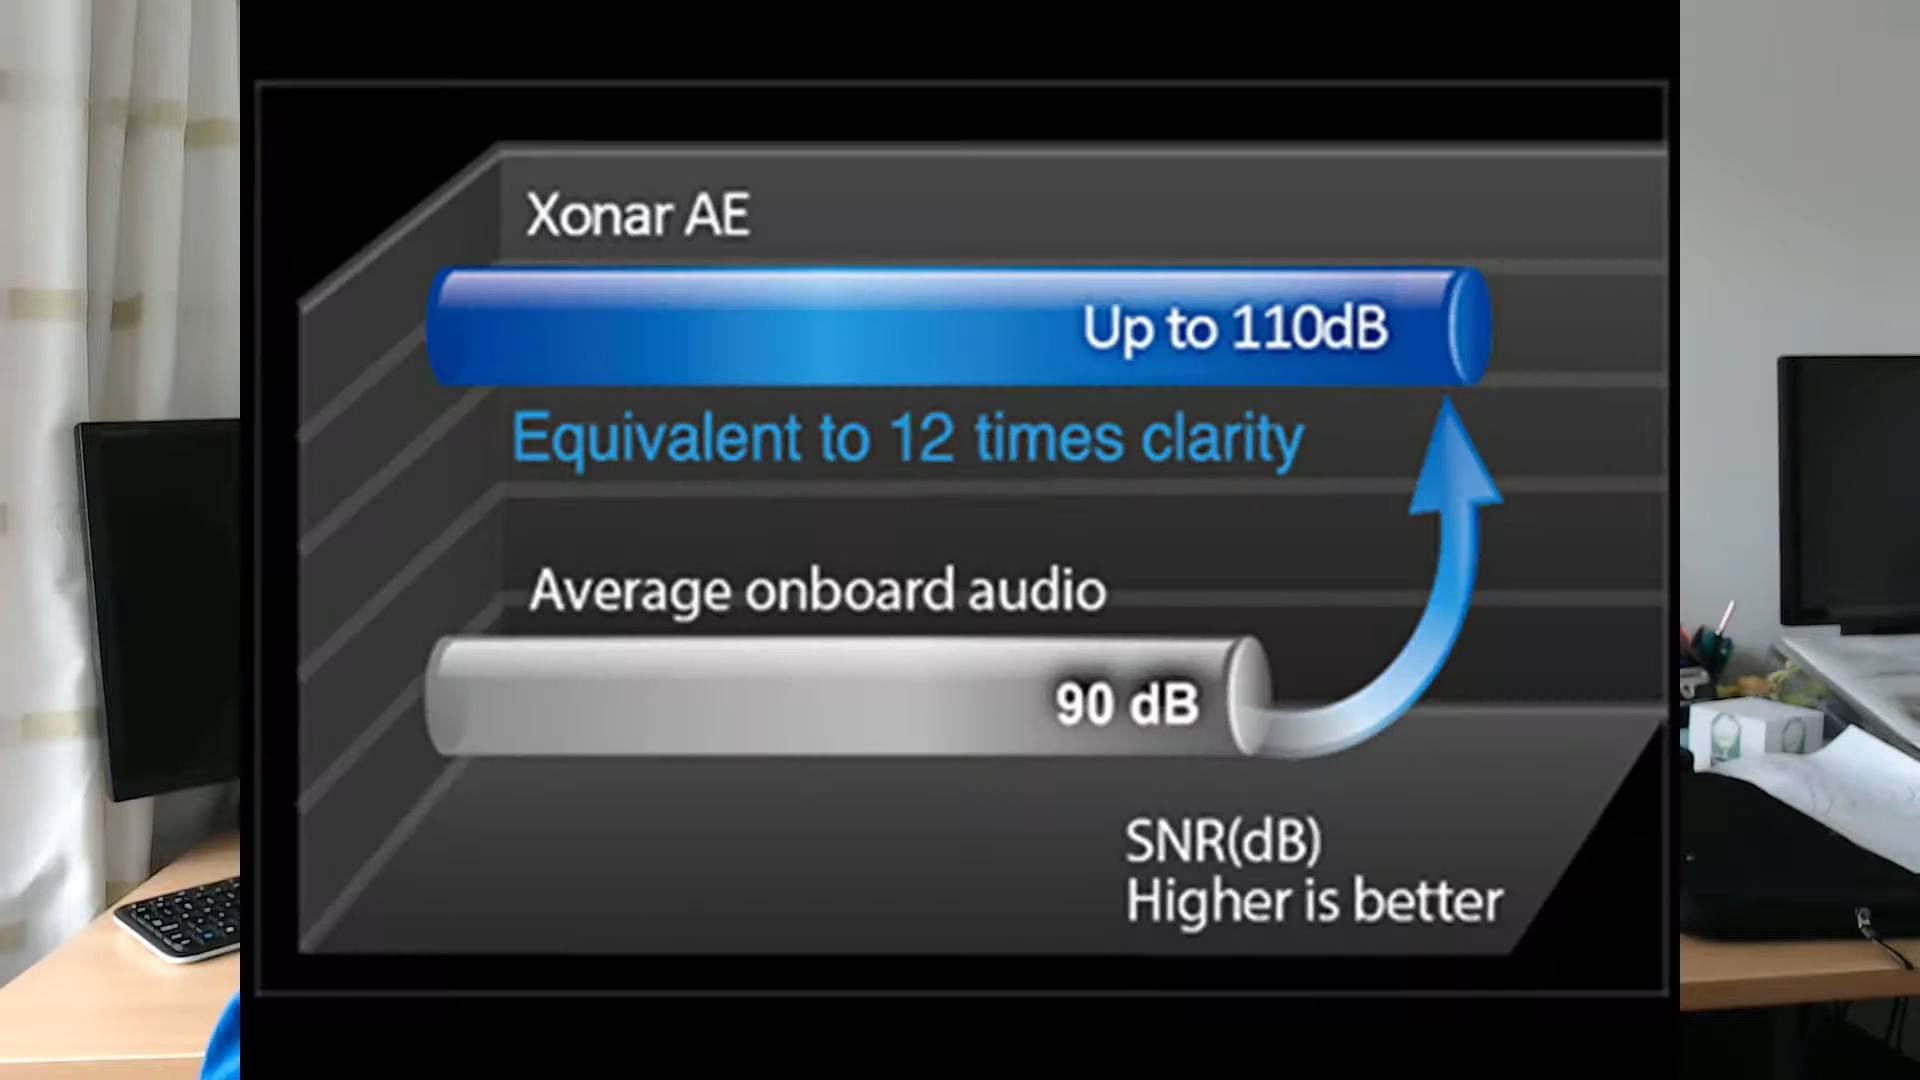 Xonar AE
Up to 110dB
Equivalent to 12 times clarity
Average onboard audio
90 dB
SNR(dB)
Higher is better